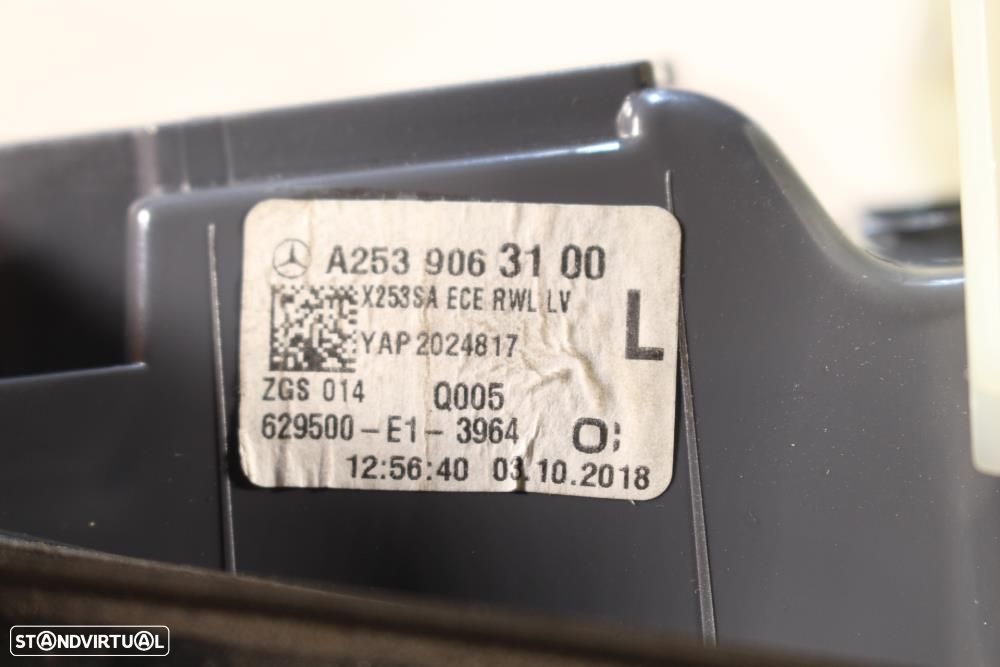 A253 906 31 00
X253SA ECE RWL LV
L
YAP 2024817
ZGS 014 Q005
629500-E1-3964 O;
12:56:40 03.10.2018
STANDVIRTUAL